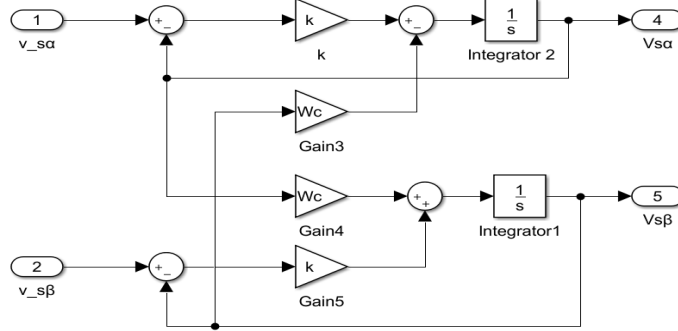 1
v_sα
+
−
k
k
+
−
1
s
Integrator 2
4
Vsα
Wc
Gain3
Wc
Gain4
+
+
1
s
Integrator1
5
Vsβ
2
v_sβ
+
−
k
Gain5